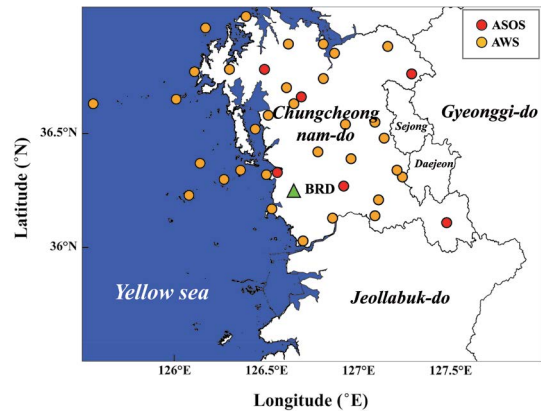 ASOS
AWS
Chungcheong
nam-do
Gyeonggi-do
Sejong
Daejeon
BRD
Yellow sea
Jeollabuk-do
36.5°N
36°N
Latitude (°N)
126°E
126.5°E
127°E
127.5°E
Longitude (°E)